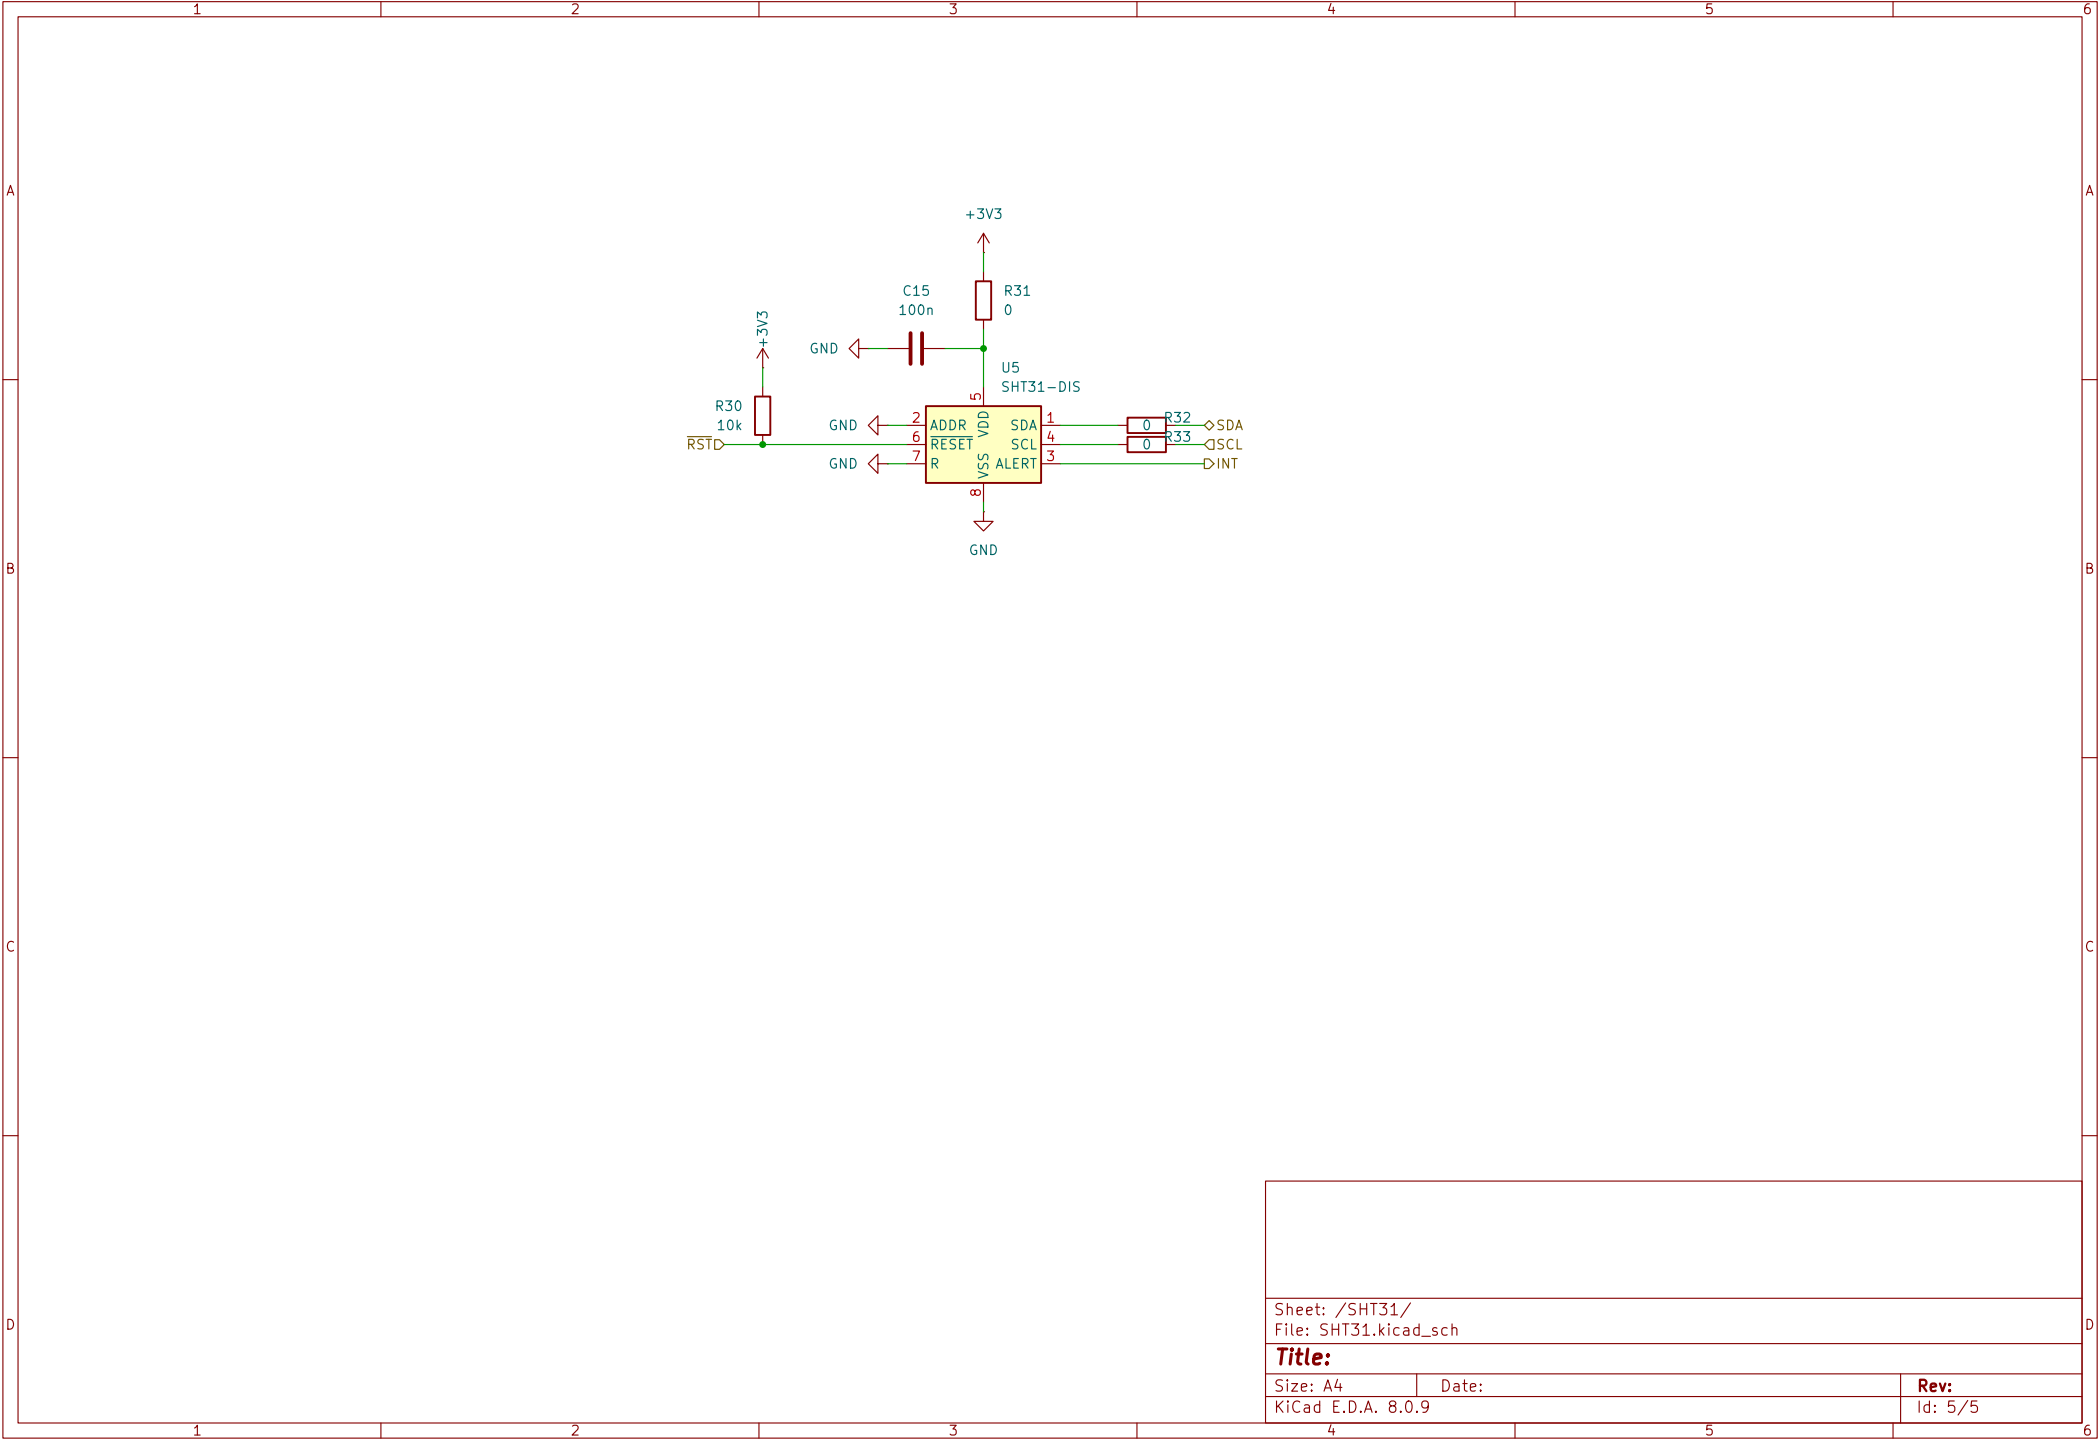 1 2 3 4 5 6
A A
+3V3
C15 R31
100n 0
+3V3
GND
U5
SHT31-DIS
5
R30
10k
GND 2 ADDR VDD SDA 1 0 R32 SDA
RST 6 RESET SCL 4 0 R33 SCL
GND 7 R VSS ALERT 3 INT
8
GND
B B
C C
D D
Sheet: /SHT31/
File: SHT31.kicad_sch
Title:
Size: A4 Date: Rev:
KiCad E.D.A. 8.0.9 Id: 5/5
1 2 3 4 5 6